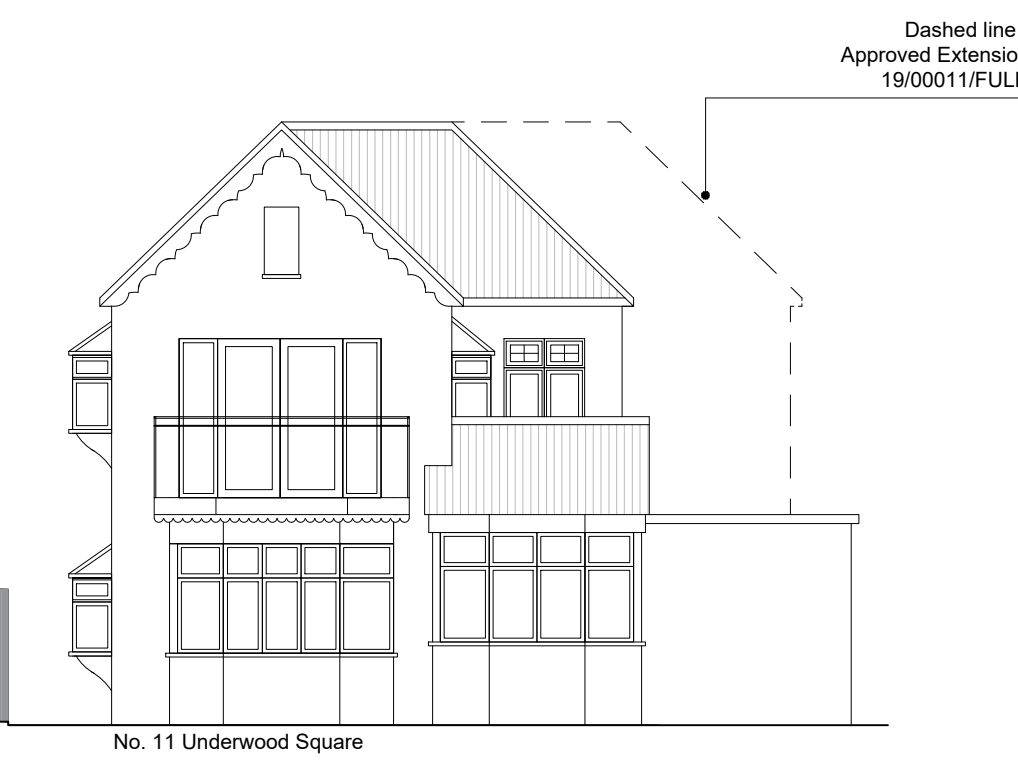 Dashed line
Approved Extensio
19/00011/FUL
No. 11 Underwood Square